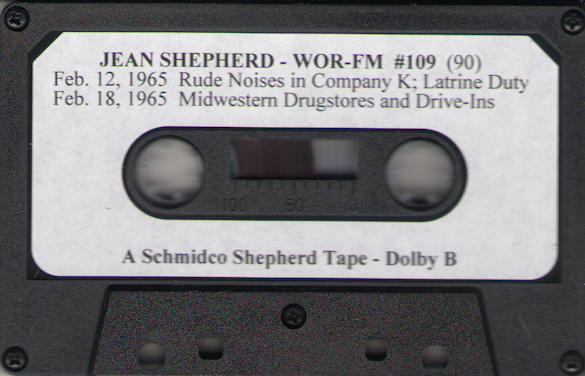 JEAN SHEPHERD - WOR-FM #109 (90)
Feb. 12, 1965 Rude Noises in Company K; Latrine Duty
Feb. 18, 1965 Midwestern Drugstores and Drive-Ins
100 50 0
A Schmidco Shepherd Tape - Dolby B